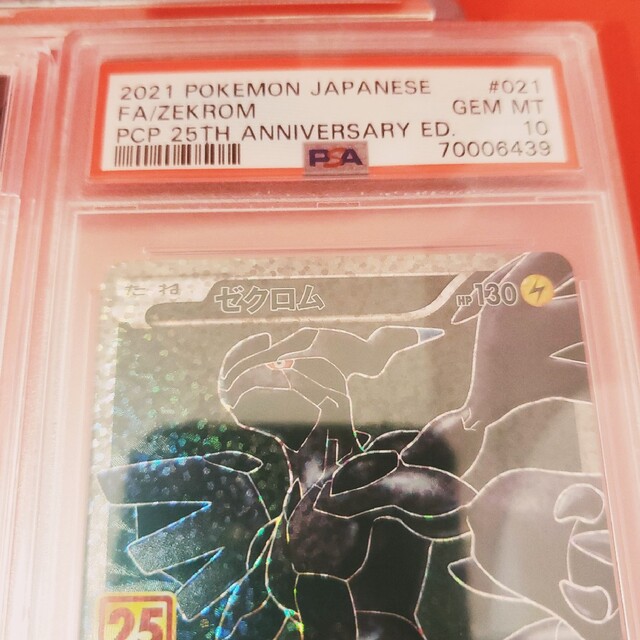 2021 POKEMON JAPANESE #021
FA/ZEKROM GEM MT
PCP 25TH ANNIVERSARY ED. 10
PSA 70006439
たね ゼクロム HP130
25